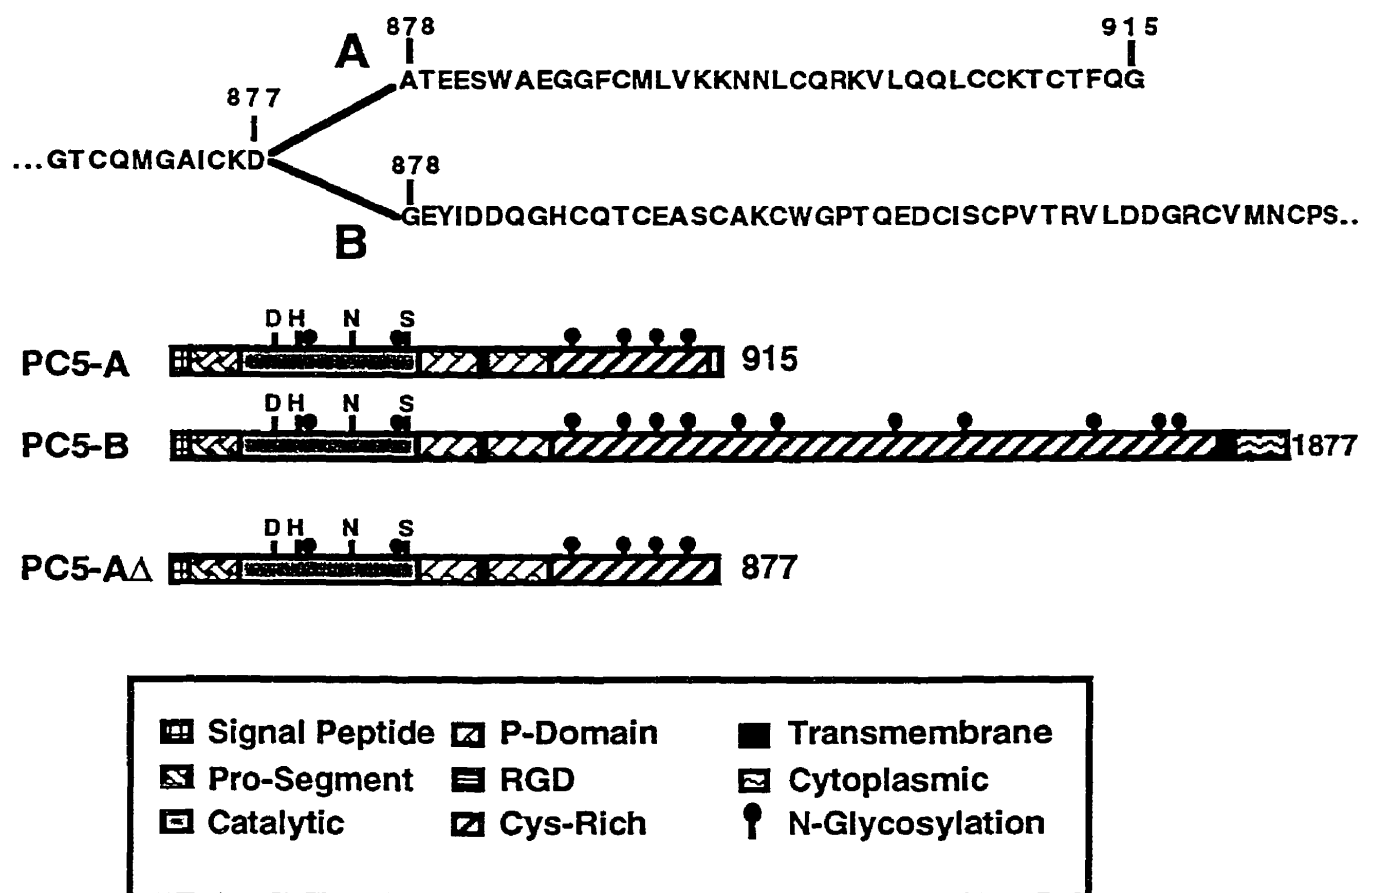 878 915
A ATEESWAEGGFCMLVKKNNLCQRKVLQQLCCKTCTFQG
877
...GTCQMGAICKD
878
GEYIDDQGHCQTCEASCAKCWGPTQEDCISCPVTRVLDDGRCVMNCPS..
B
D H N S
PC5-A 915
D H N S
PC5-B 1877
D H N S
PC5-AΔ 877
Signal Peptide P-Domain Transmembrane
Pro-Segment RGD Cytoplasmic
Catalytic Cys-Rich N-Glycosylation